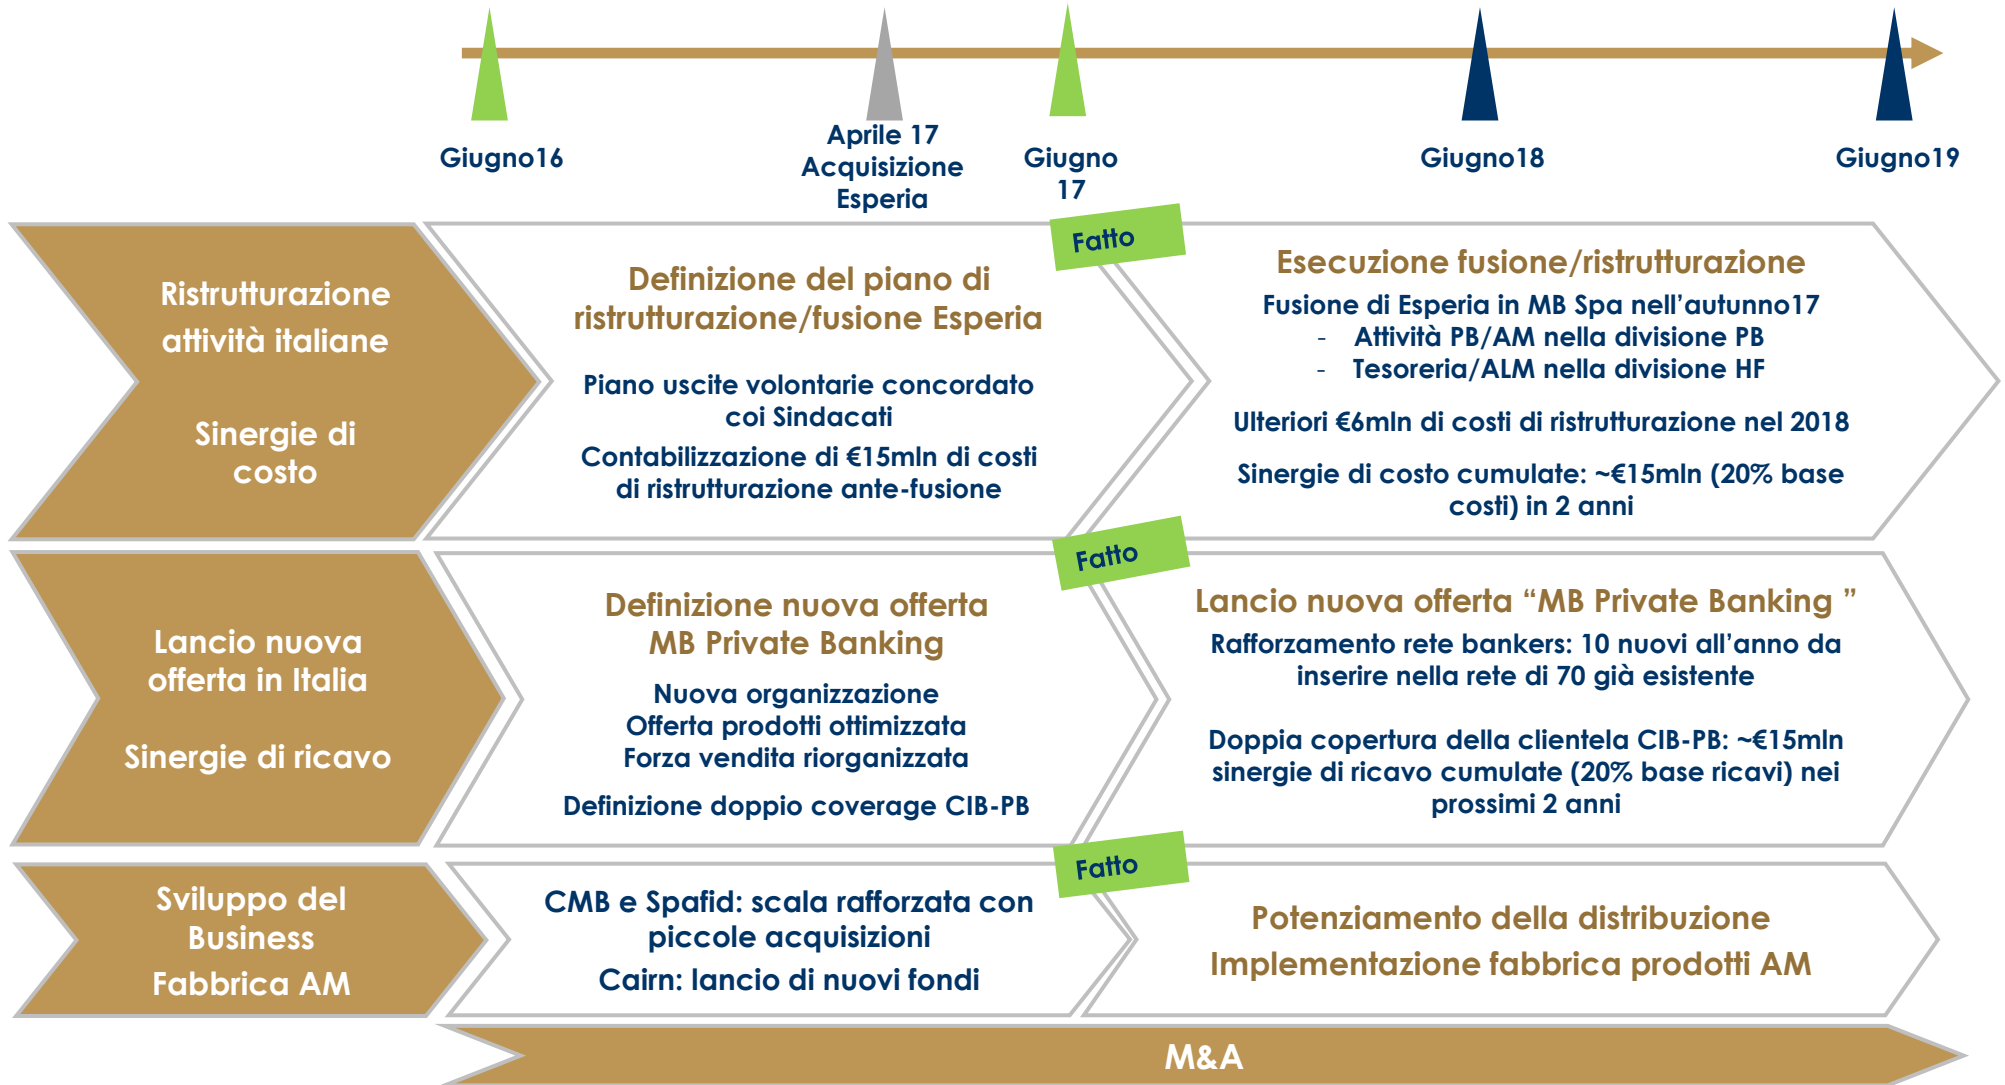 Giugno16
Aprile 17
Acquisizione
Esperia
Giugno
17
Giugno18
Giugno19
Ristrutturazione
attività italiane
Sinergie di
costo
Definizione del piano di
ristrutturazione/fusione Esperia
Piano uscite volontarie concordato
coi Sindacati
Contabilizzazione di €15mln di costi
di ristrutturazione ante-fusione
Fatto
Esecuzione fusione/ristrutturazione
Fusione di Esperia in MB Spa nell’autunno17
- Attività PB/AM nella divisione PB
- Tesoreria/ALM nella divisione HF
Ulteriori €6mln di costi di ristrutturazione nel 2018
Sinergie di costo cumulate: ~€15mln (20% base
costi) in 2 anni
Lancio nuova
offerta in Italia
Sinergie di ricavo
Definizione nuova offerta
MB Private Banking
Nuova organizzazione
Offerta prodotti ottimizzata
Forza vendita riorganizzata
Definizione doppio coverage CIB-PB
Fatto
Lancio nuova offerta “MB Private Banking ”
Rafforzamento rete bankers: 10 nuovi all’anno da
inserire nella rete di 70 già esistente
Doppia copertura della clientela CIB-PB: ~€15mln
sinergie di ricavo cumulate (20% base ricavi) nei
prossimi 2 anni
Sviluppo del
Business
Fabbrica AM
CMB e Spafid: scala rafforzata con
piccole acquisizioni
Cairn: lancio di nuovi fondi
Fatto
Potenziamento della distribuzione
Implementazione fabbrica prodotti AM
M&A